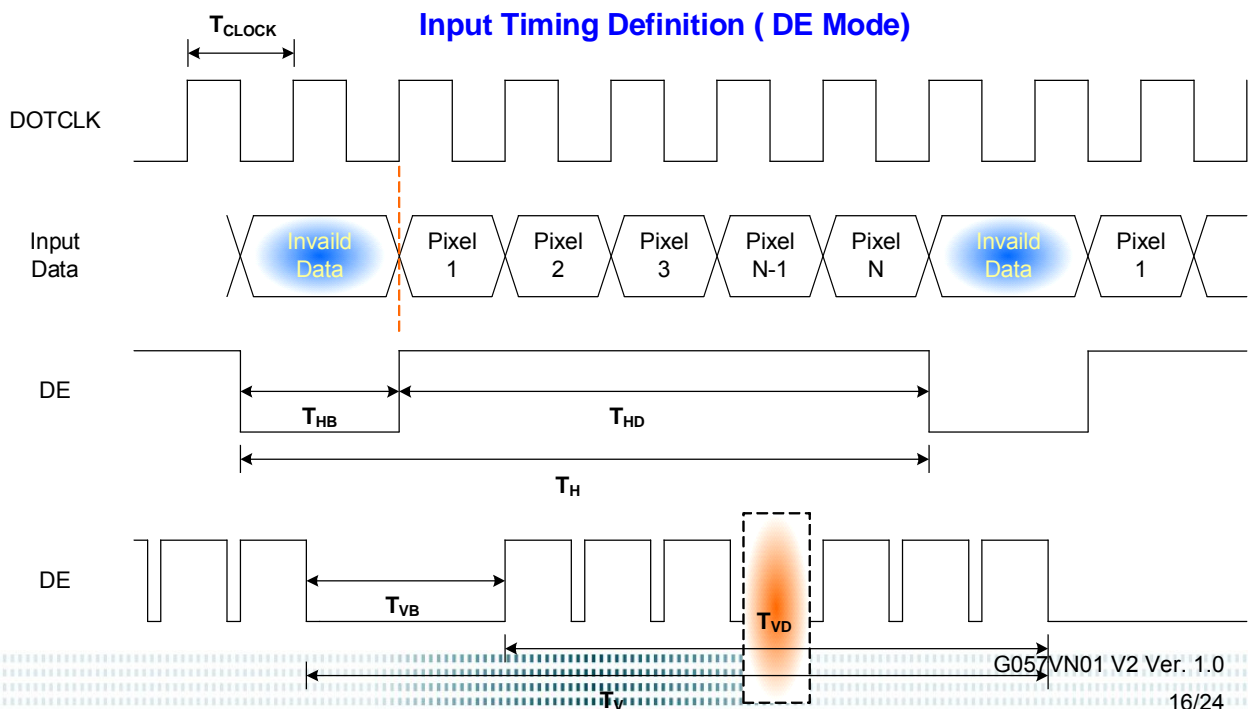 Input Timing Definition ( DE Mode)
TCLOCK
DOTCLK
Input
Data
Invaild
Data
Pixel
1
Pixel
2
Pixel
3
Pixel
N-1
Pixel
N
Invaild
Data
Pixel
1
DE
THB
THD
TH
DE
TVB
TVD
TV
G057VN01 V2 Ver. 1.0
16/24